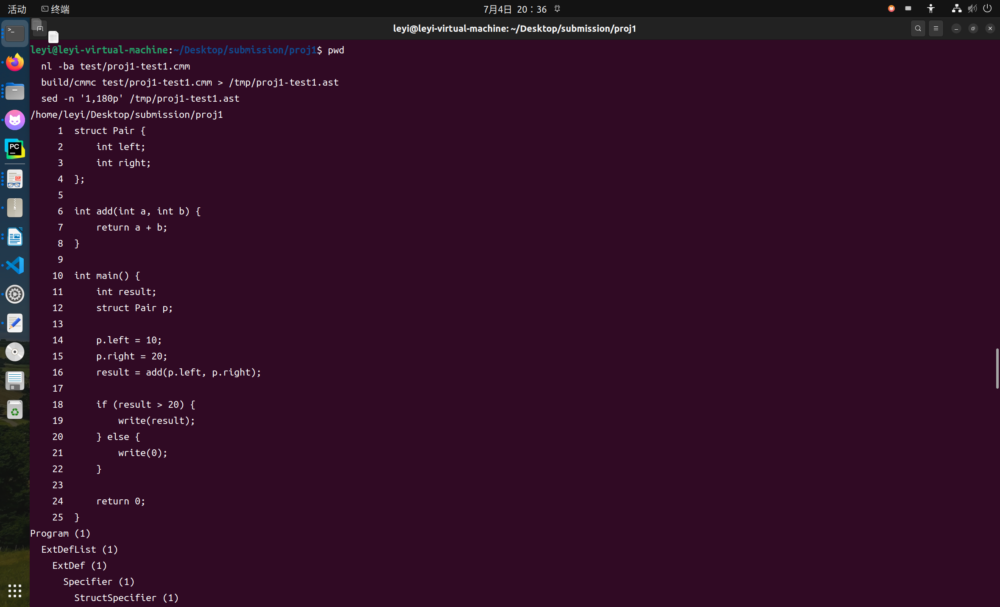 活动 终端 7月4日 20：36
leyi@leyi-virtual-machine: ~/Desktop/submission/proj1
leyi@leyi-virtual-machine:~/Desktop/submission/proj1$ pwd
  nl -ba test/proj1-test1.cmm
  build/cmmc test/proj1-test1.cmm > /tmp/proj1-test1.ast
  sed -n '1,180p' /tmp/proj1-test1.ast
/home/leyi/Desktop/submission/proj1
     1  struct Pair {
     2      int left;
     3      int right;
     4  };
     5
     6  int add(int a, int b) {
     7      return a + b;
     8  }
     9
    10  int main() {
    11      int result;
    12      struct Pair p;
    13
    14      p.left = 10;
    15      p.right = 20;
    16      result = add(p.left, p.right);
    17
    18      if (result > 20) {
    19          write(result);
    20      } else {
    21          write(0);
    22      }
    23
    24      return 0;
    25  }
Program (1)
  ExtDefList (1)
    ExtDef (1)
      Specifier (1)
        StructSpecifier (1)
PC